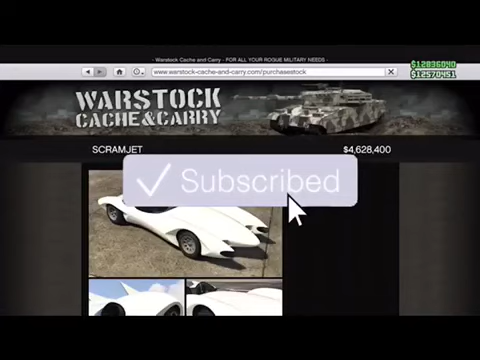 - Warstock Cache and Carry - FOR ALL YOUR ROGUE MILITARY NEEDS -
www.warstock-cache-and-carry.com/purchasestock
$12836040
$12570451
WARSTOCK
CACHE&CARRY
SCRAMJET
$4,628,400
Subscribed